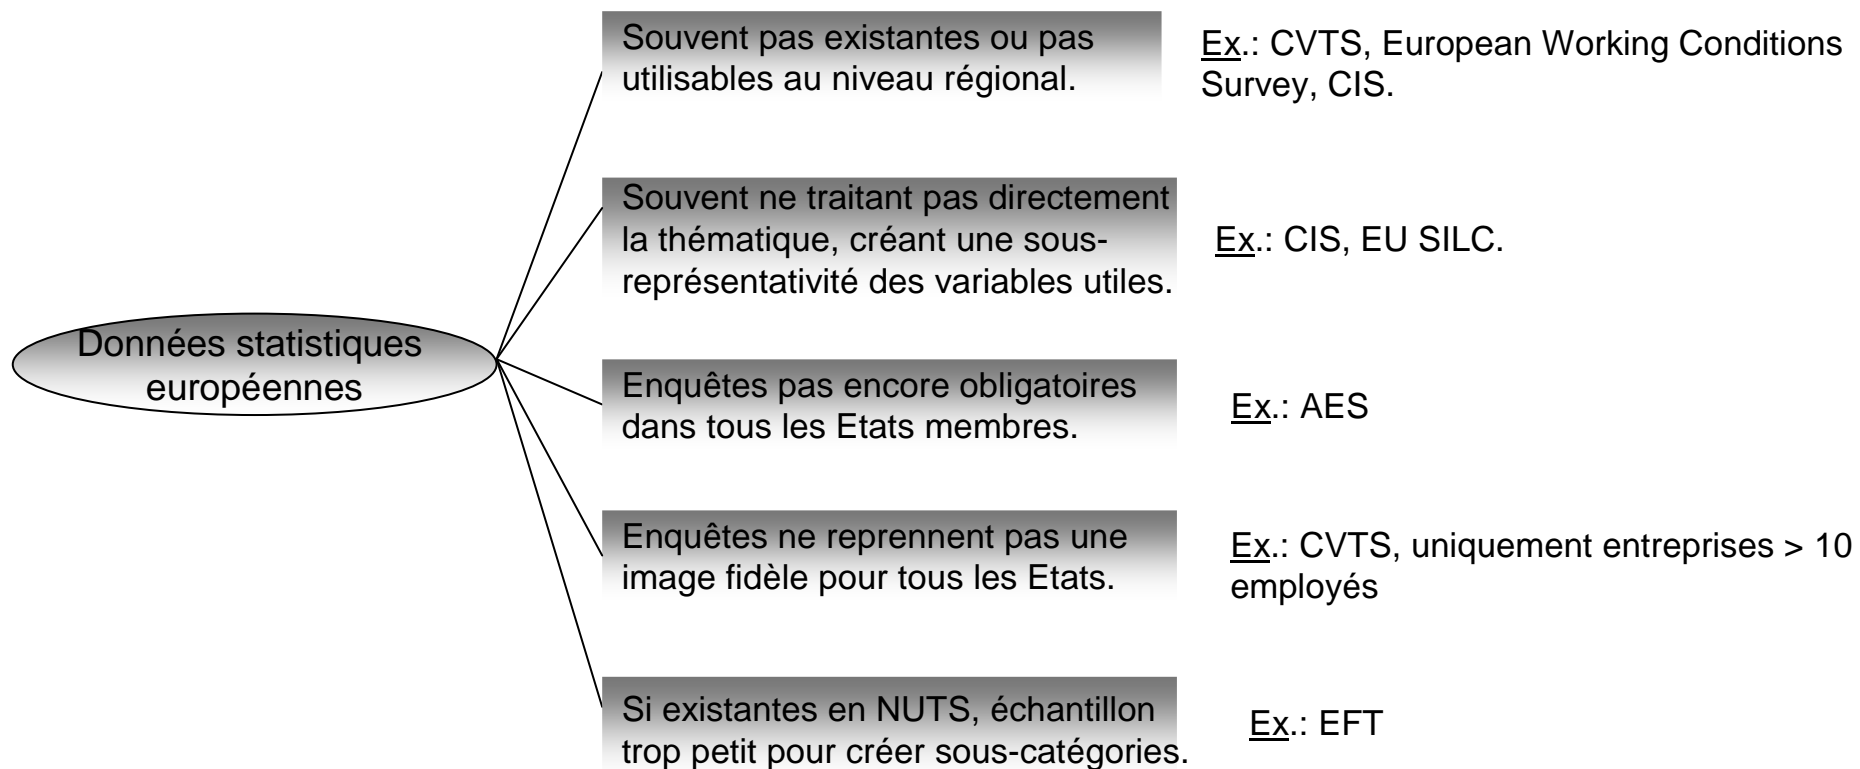 Souvent pas existantes ou pas
utilisables au niveau régional.
Ex.: CVTS, European Working Conditions
Survey, CIS.
Souvent ne traitant pas directement
la thématique, créant une sous-
représentativité des variables utiles.
Ex.: CIS, EU SILC.
Données statistiques
européennes
Enquêtes pas encore obligatoires
dans tous les Etats membres.
Ex.: AES
Enquêtes ne reprennent pas une
image fidèle pour tous les Etats.
Ex.: CVTS, uniquement entreprises > 10
employés
Si existantes en NUTS, échantillon
trop petit pour créer sous-catégories.
Ex.: EFT